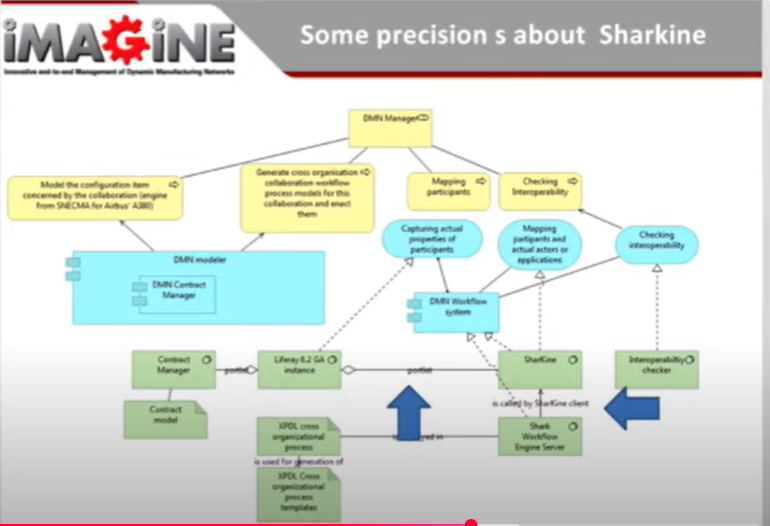 iMAGiNE
Innovative end-to-end Management of Dynamic Manufacturing Networks
Some precision s about Sharkine
DMN Manager
Model the configuration item
concerned by the collaboration (engine
from SNECMA for Airbus' A380)
Generate cross organisation
collaboration workflow
process models for this
collaboration and enact
them
Mapping
participants
Checking
Interoperability
Capturing actual
properties of
participants
Mapping
partipants and
actual actors or
applications
Checking
interoperability
DMN modeler
DMN Contract
Manager
DMN Workflow
system
Contract
Manager
portlet
Liferay 6.2 GA
instance
portlet
SharKine
Interoperability
checker
Contract
model
is called by SharKine client
XPDL cross
organizational
process
Shark
Workflow
Engine Server
is used for generation of
XPDL Cross
organizational
process
templates